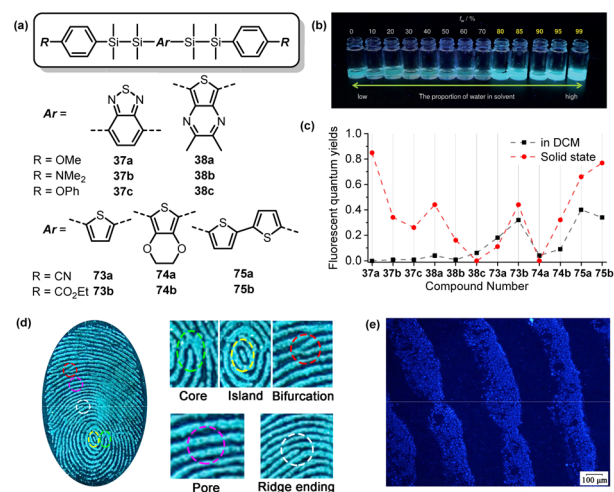 (a)
R Si Si Ar Si Si R
Ar =
N S N
S
N N
R = OMe 37a 38a
R = NMe2 37b 38b
R = OPh 37c 38c
Ar =
S
S
O O
S
S
R = CN 73a 74a 75a
R = CO2Et 73b 74b 75b
(b)
fw / %
0 10 20 30 40 50 60 70 80 85 90 95 99
low The proportion of water in solvent high
(c)
Fluorescent quantum yields
1.0
0.8
0.6
0.4
0.2
0.0
in DCM
Solid state
37a 37b 37c 38a 38b 38c 73a 73b 74a 74b 75a 75b
Compound Number
(d)
Core Island Bifurcation
Pore Ridge ending
(e)
100 μm